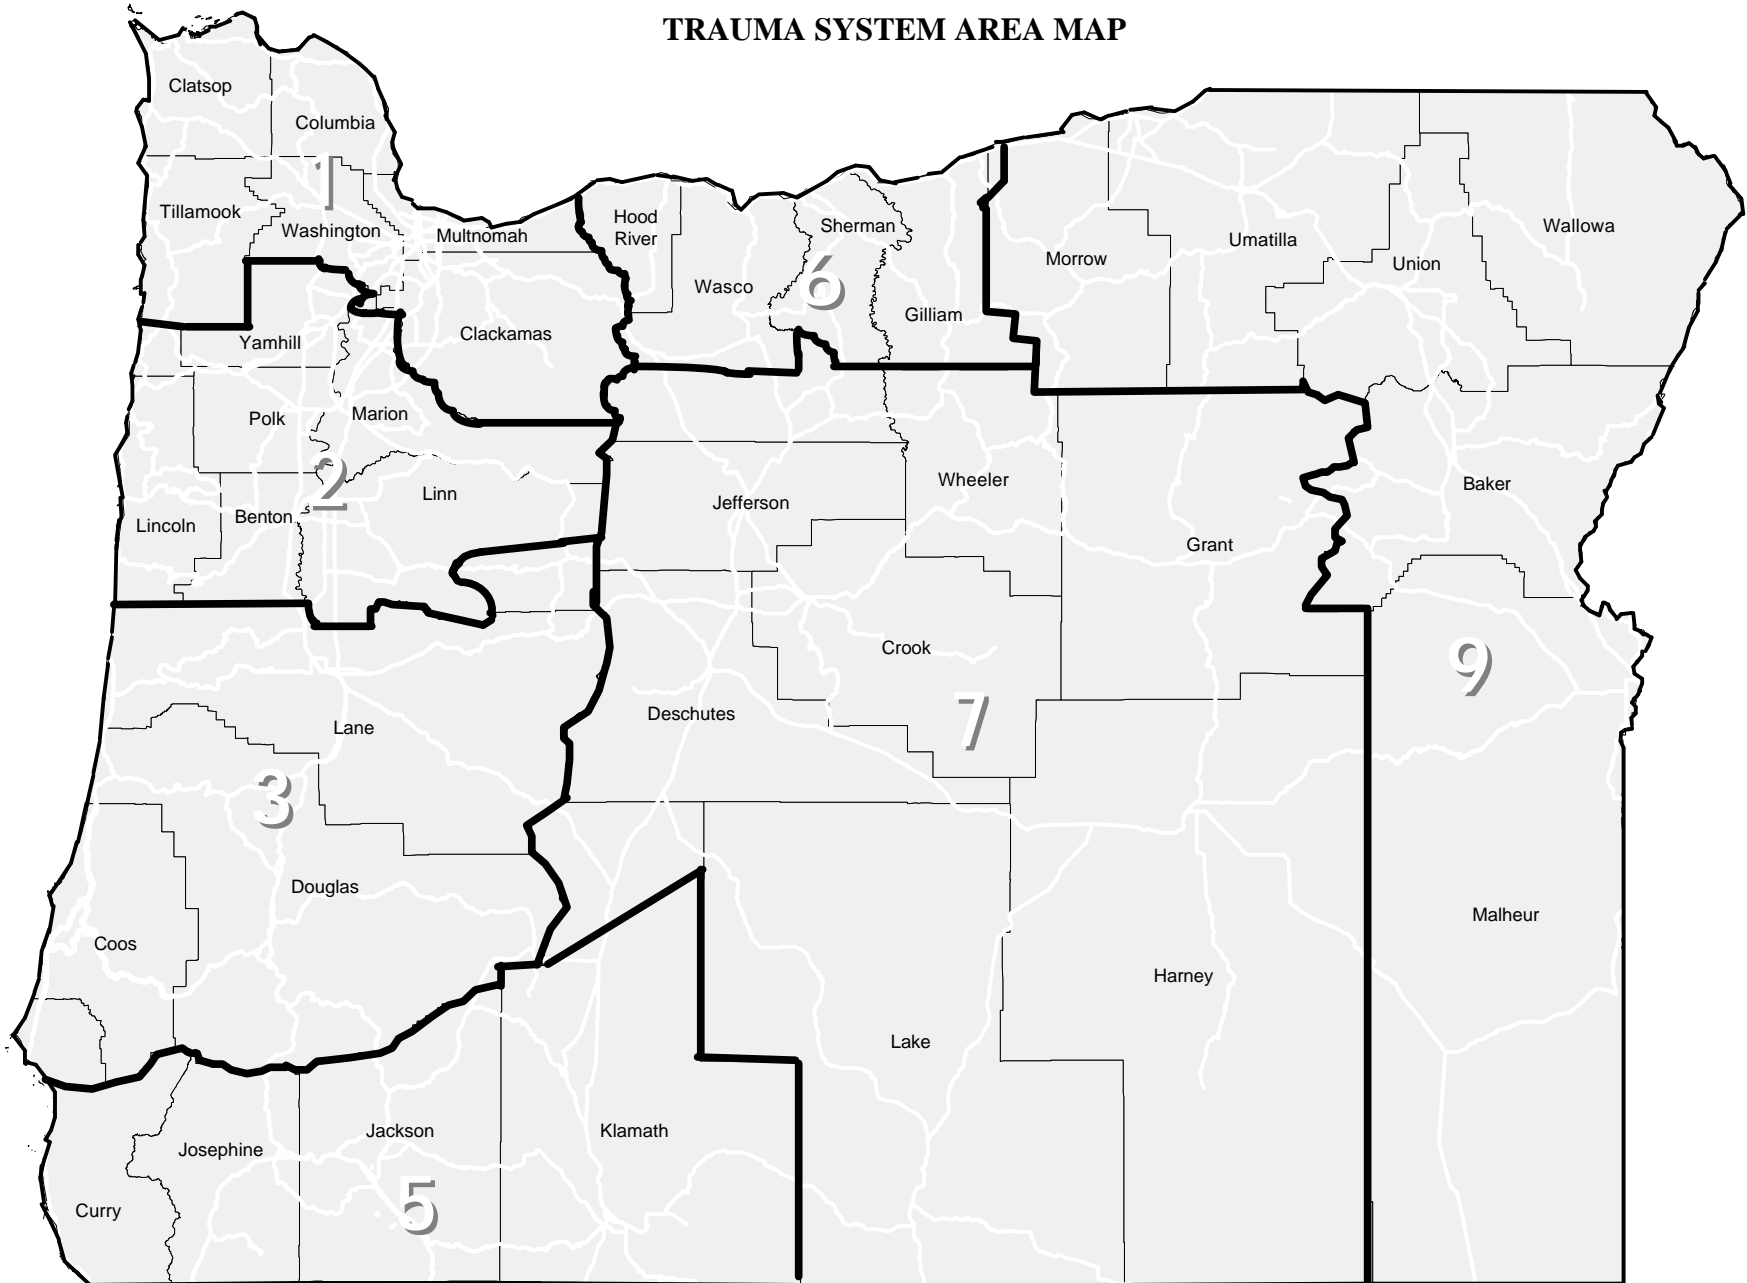 TRAUMA SYSTEM AREA MAP
Clatsop
Columbia
1
Tillamook
Washington
Multnomah
Hood
River
Sherman
Wasco
6
Gilliam
Morrow
Umatilla
Union
Wallowa
Yamhill
Clackamas
Polk
Marion
2
Linn
Lincoln
Benton
Jefferson
Wheeler
Grant
Baker
Crook
Deschutes
7
9
Lane
3
Douglas
Coos
Malheur
Harney
Lake
Josephine
Jackson
Klamath
Curry
5